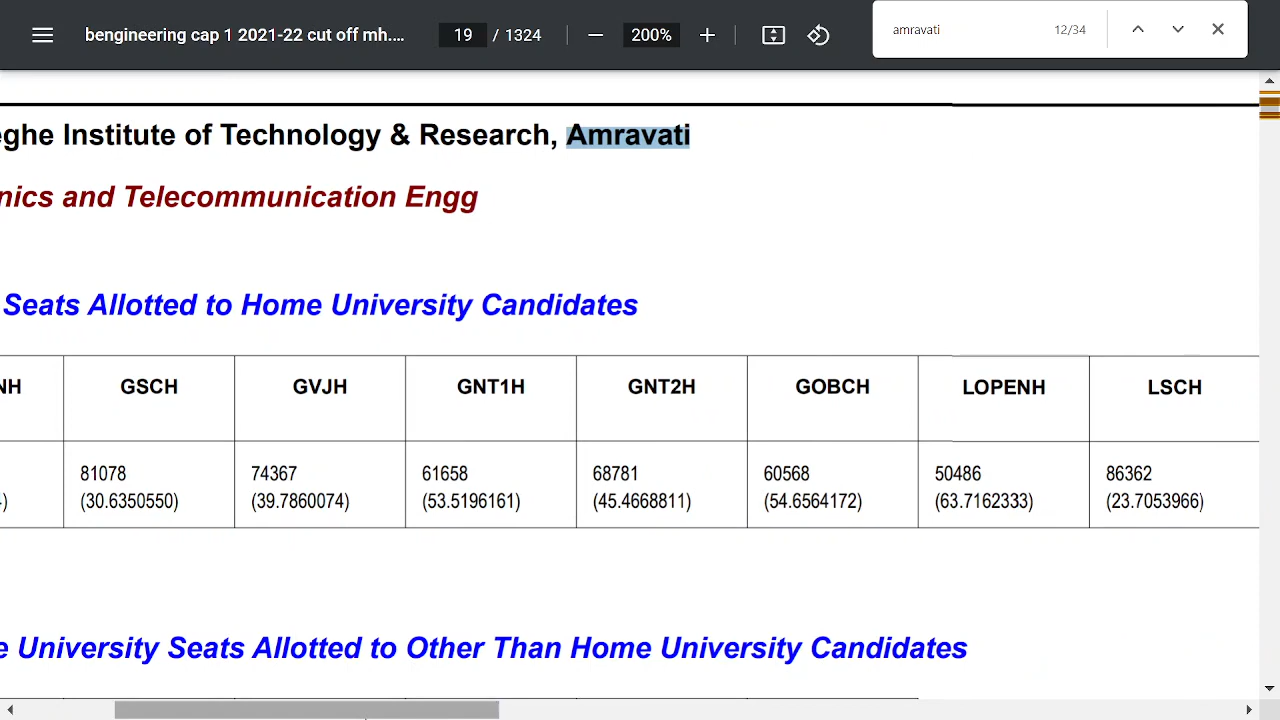 bengineering cap 1 2021-22 cut off mh.... 19 / 1324 200% amravati 12/34
eghe Institute of Technology & Research, Amravati
nics and Telecommunication Engg
Seats Allotted to Home University Candidates
NH GSCH GVJH GNT1H GNT2H GOBCH LOPENH LSCH
81078 74367 61658 68781 60568 50486 86362
) (30.6350550) (39.7860074) (53.5196161) (45.4668811) (54.6564172) (63.7162333) (23.7053966)
e University Seats Allotted to Other Than Home University Candidates